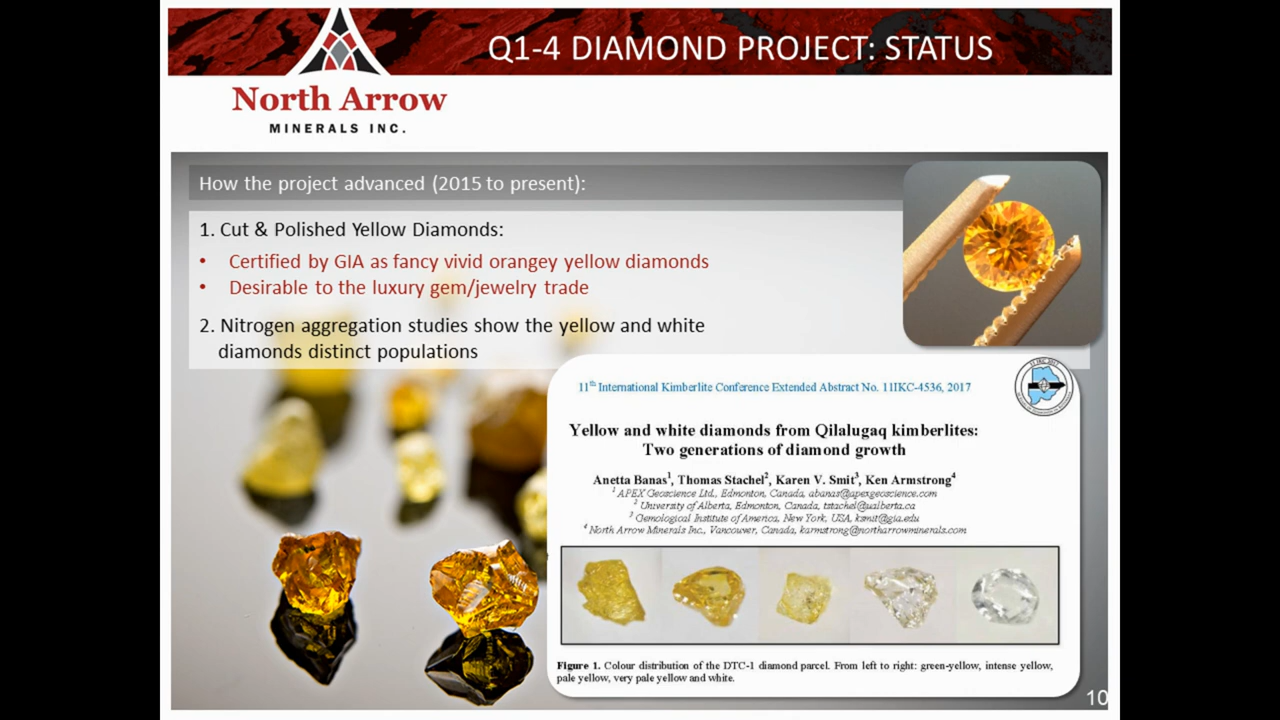 Q1-4 DIAMOND PROJECT: STATUS
North Arrow
MINERALS INC.
How the project advanced (2015 to present):
1. Cut & Polished Yellow Diamonds:
• Certified by GIA as fancy vivid orangey yellow diamonds
• Desirable to the luxury gem/jewelry trade
2. Nitrogen aggregation studies show the yellow and white
diamonds distinct populations
11th International Kimberlite Conference Extended Abstract No. 11IKC-4536, 2017
Yellow and white diamonds from Qilalugaq kimberlites:
Two generations of diamond growth
Anetta Banas1, Thomas Stachel2, Karen V. Smit3, Ken Armstrong4
1 APEX Geoscience Ltd., Edmonton, Canada, abanas@apexgeoscience.com
2 University of Alberta, Edmonton, Canada, tstachel@ualberta.ca
3 Gemological Institute of America, New York, USA, ksmit@gia.edu
4 North Arrow Minerals Inc., Vancouver, Canada, karmstrong@northarrowminerals.com
Figure 1. Colour distribution of the DTC-1 diamond parcel. From left to right: green-yellow, intense yellow,
pale yellow, very pale yellow and white.
10